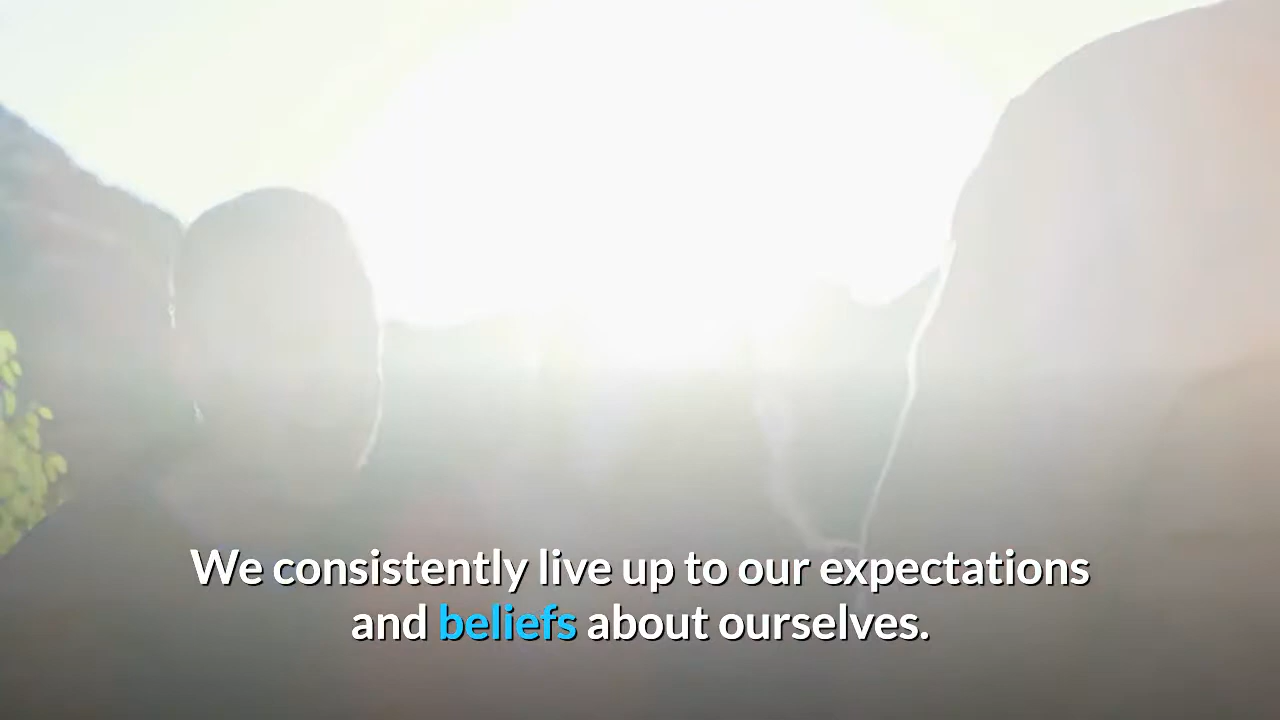 We consistently live up to our expectations
and beliefs about ourselves.